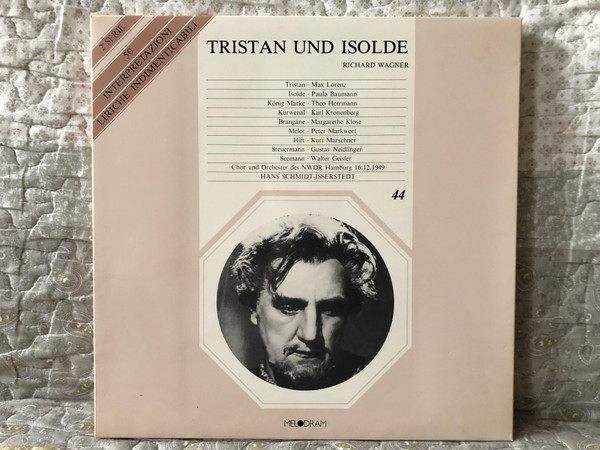 2ª SERIE
50
INTERPRETAZIONI
LIRICHE INDIMENTICABILI
TRISTAN UND ISOLDE
RICHARD WAGNER
Tristan · Max Lorenz
Isolde · Paula Baumann
König Marke · Theo Herrmann
Kurwenal · Karl Kronenberg
Brangäne · Margarethe Klose
Melot · Peter Markwort
Hirt · Kurt Marschner
Steuermann · Gustav Neidlinger
Seemann · Walter Geisler
Chor und Orchester des NWDR Hamburg 16.12.1949
HANS SCHMIDT-ISSERSTEDT
44
MELODRAM